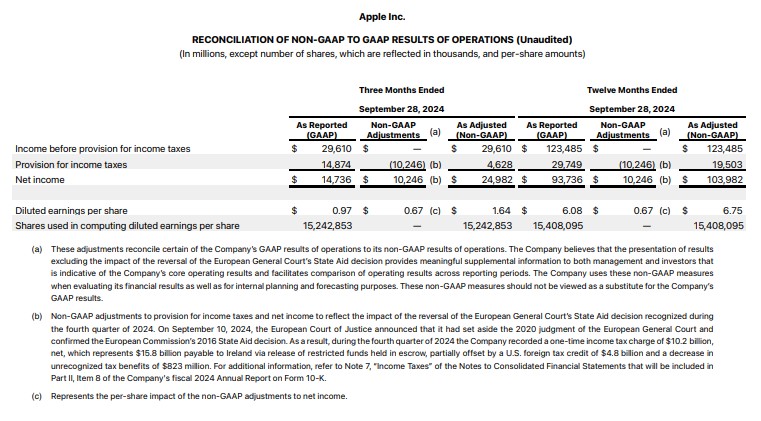 Apple Inc.
RECONCILIATION OF NON-GAAP TO GAAP RESULTS OF OPERATIONS (Unaudited)
(In millions, except number of shares, which are reflected in thousands, and per-share amounts)
Three Months Ended Twelve Months Ended
September 28, 2024 September 28, 2024
As Reported (GAAP) Non-GAAP Adjustments (a) As Adjusted (Non-GAAP) As Reported (GAAP) Non-GAAP Adjustments (a) As Adjusted (Non-GAAP)
Income before provision for income taxes $ 29,610 $ — $ 29,610 $ 123,485 $ — $ 123,485
Provision for income taxes 14,874 (10,246) (b) 4,628 29,749 (10,246) (b) 19,503
Net income $ 14,736 $ 10,246 (b) $ 24,982 $ 93,736 $ 10,246 (b) $ 103,982
Diluted earnings per share $ 0.97 $ 0.67 (c) $ 1.64 $ 6.08 $ 0.67 (c) $ 6.75
Shares used in computing diluted earnings per share 15,242,853 — 15,242,853 15,408,095 — 15,408,095
(a) These adjustments reconcile certain of the Company's GAAP results of operations to its non-GAAP results of operations. The Company believes that the presentation of results
excluding the impact of the reversal of the European General Court's State Aid decision provides meaningful supplemental information to both management and investors that
is indicative of the Company's core operating results and facilitates comparison of operating results across reporting periods. The Company uses these non-GAAP measures
when evaluating its financial results as well as for internal planning and forecasting purposes. These non-GAAP measures should not be viewed as a substitute for the Company's
GAAP results.
(b) Non-GAAP adjustments to provision for income taxes and net income to reflect the impact of the reversal of the European General Court's State Aid decision recognized during
the fourth quarter of 2024. On September 10, 2024, the European Court of Justice announced that it had set aside the 2020 judgment of the European General Court and
confirmed the European Commission's 2016 State Aid decision. As a result, during the fourth quarter of 2024 the Company recorded a one-time income tax charge of $10.2 billion,
net, which represents $15.8 billion payable to Ireland via release of restricted funds held in escrow, partially offset by a U.S. foreign tax credit of $4.8 billion and a decrease in
unrecognized tax benefits of $823 million. For additional information, refer to Note 7, "Income Taxes" of the Notes to Consolidated Financial Statements that will be included in
Part II, Item 8 of the Company's fiscal 2024 Annual Report on Form 10-K.
(c) Represents the per-share impact of the non-GAAP adjustments to net income.